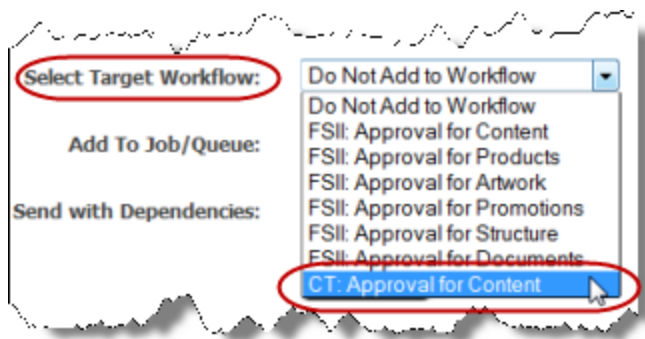 Select Target Workflow:
Do Not Add to Workflow
Do Not Add to Workflow
FSII: Approval for Content
FSII: Approval for Products
Add To Job/Queue:
FSII: Approval for Artwork
FSII: Approval for Promotions
Send with Dependencies:
FSII: Approval for Structure
FSII: Approval for Documents
CT: Approval for Content